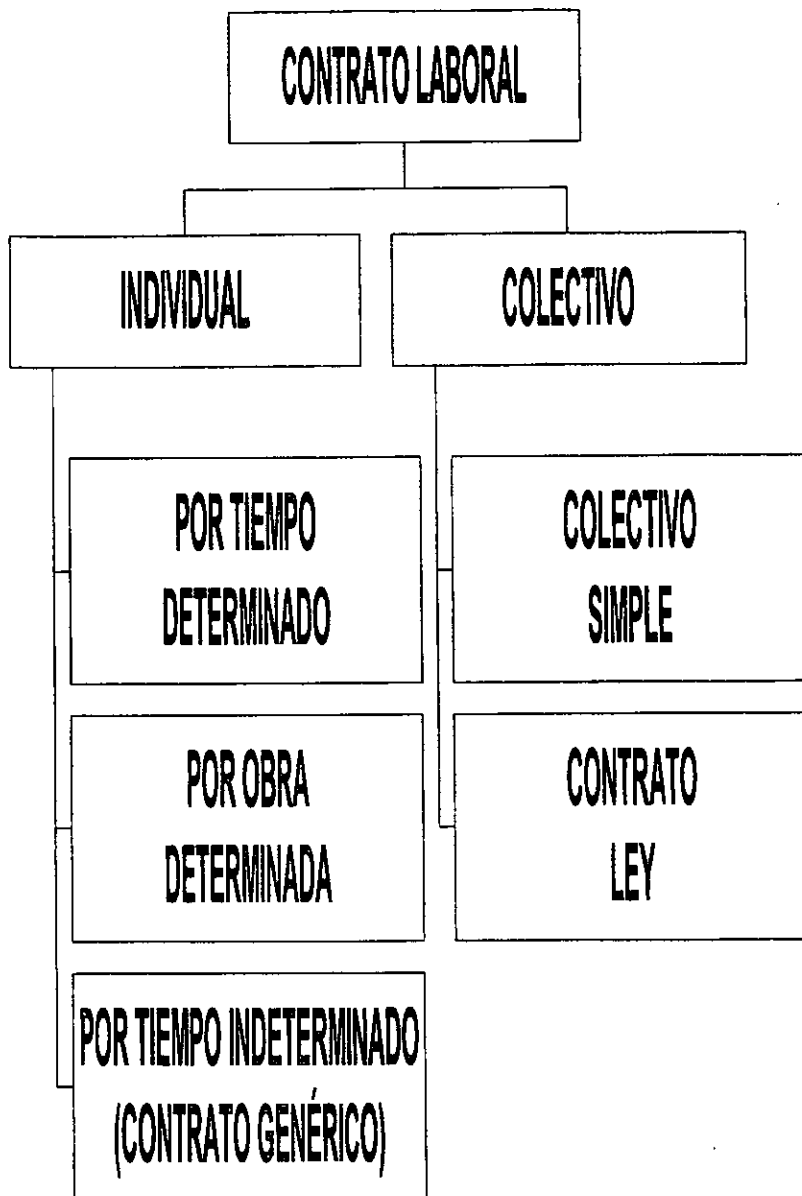 CONTRATO LABORAL
INDIVIDUAL
COLECTIVO
POR TIEMPO
DETERMINADO
POR OBRA
DETERMINADA
POR TIEMPO INDETERMINADO
(CONTRATO GENÉRICO)
COLECTIVO
SIMPLE
CONTRATO
LEY